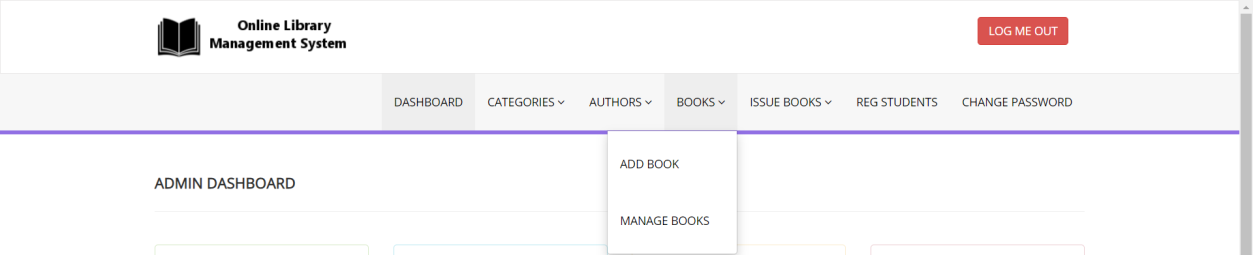 Online Library
Management System
LOG ME OUT
DASHBOARD CATEGORIES AUTHORS BOOKS ISSUE BOOKS REG STUDENTS CHANGE PASSWORD
ADD BOOK
ADMIN DASHBOARD
MANAGE BOOKS